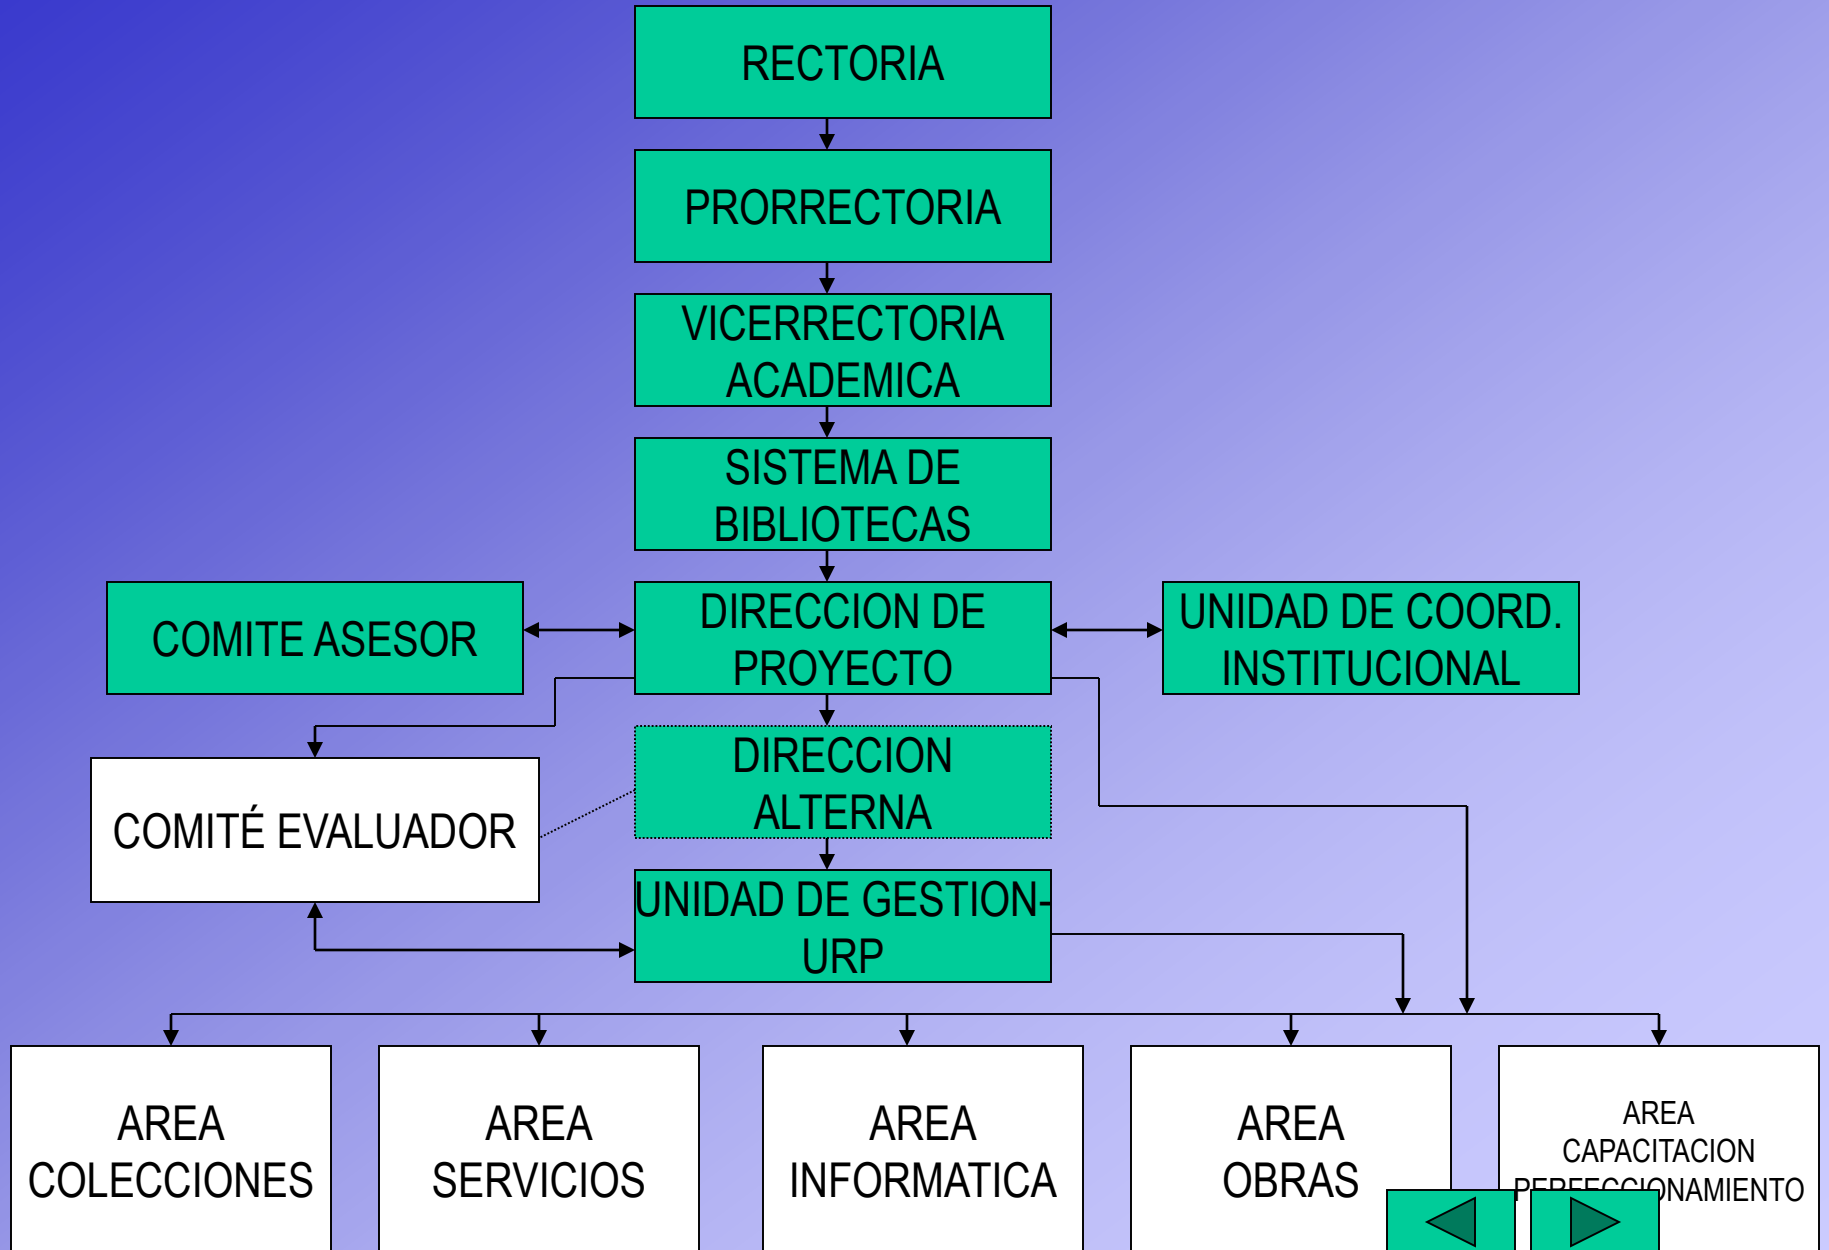 RECTORIA
PRORRECTORIA
VICERRECTORIA
ACADEMICA
SISTEMA DE
BIBLIOTECAS
COMITE ASESOR
DIRECCION DE
PROYECTO
UNIDAD DE COORD.
INSTITUCIONAL
DIRECCION
ALTERNA
COMITÉ EVALUADOR
UNIDAD DE GESTION-
URP
AREA
COLECCIONES
AREA
SERVICIOS
AREA
INFORMATICA
AREA
OBRAS
AREA
CAPACITACION
PERFECCIONAMIENTO